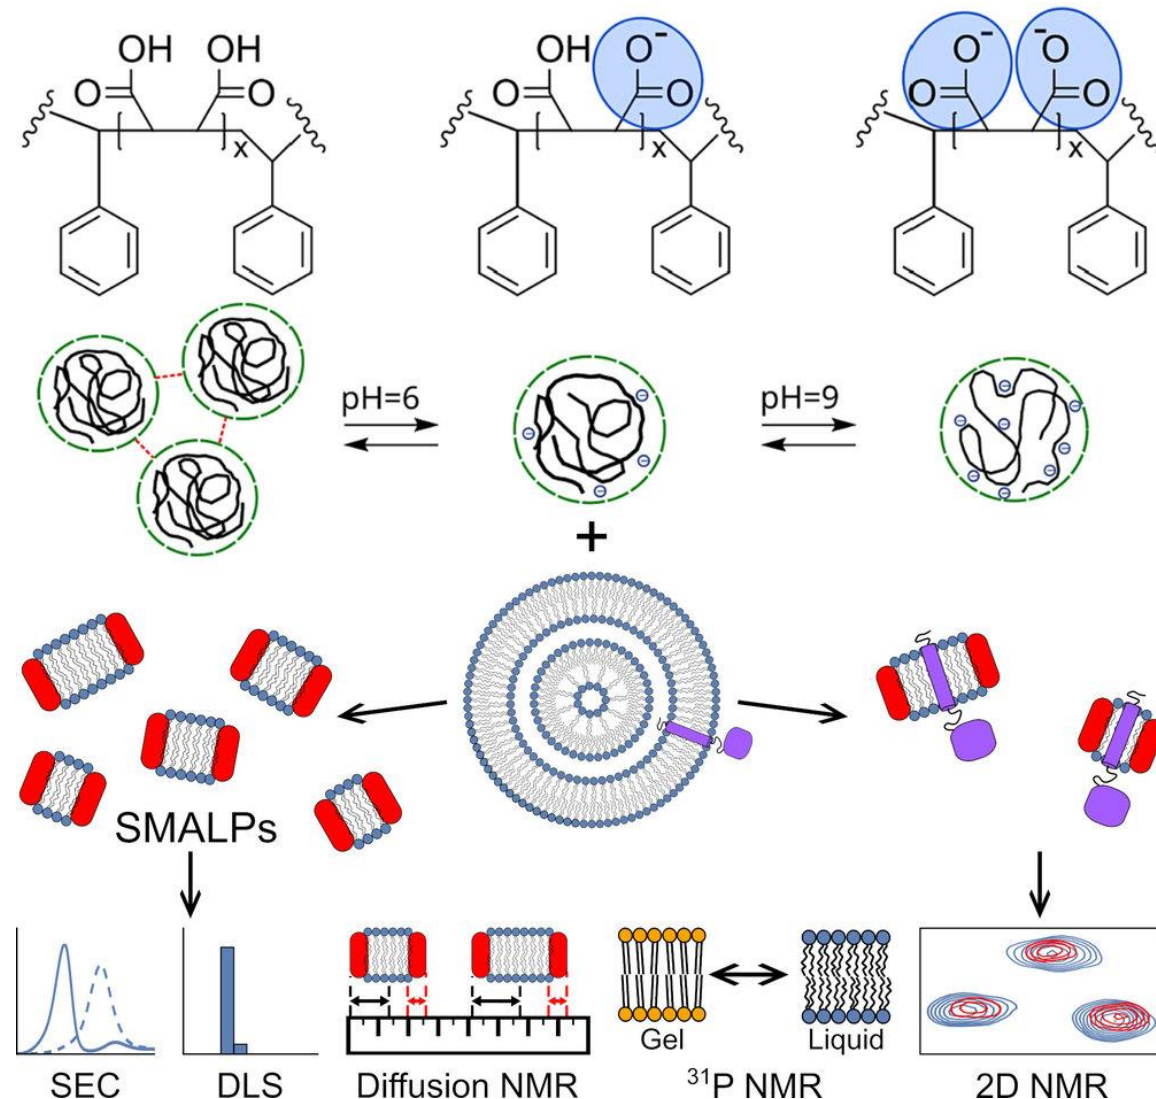 OH OH OH O- O- -O
O O O O O O
x x x
pH=6 pH=9
- - - - - - - - - -
+
SMALPs
Gel Liquid
SEC DLS Diffusion NMR 31P NMR 2D NMR